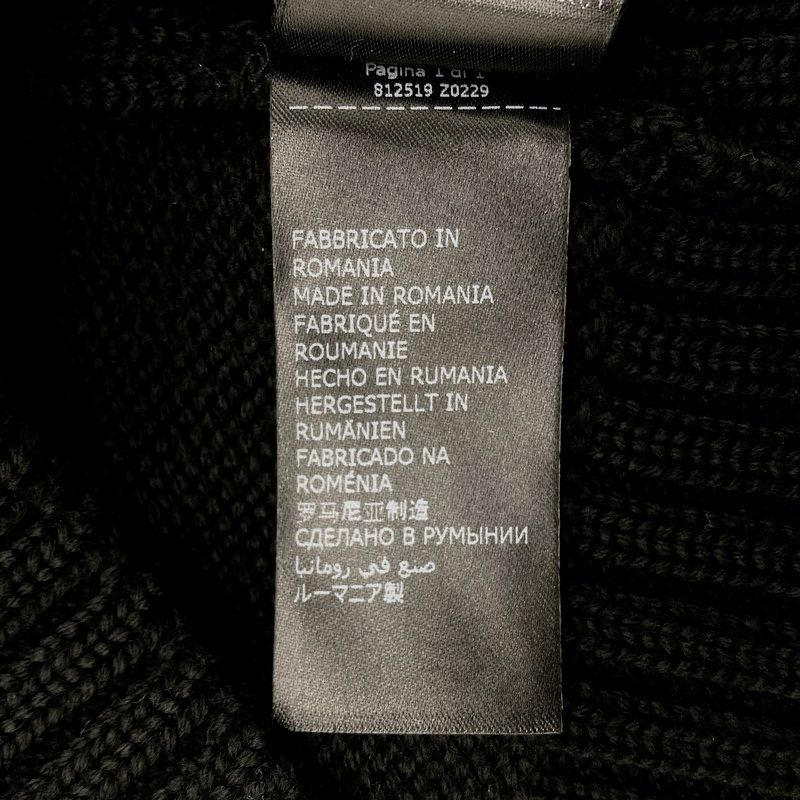 Pagina 1 di 1
812519 Z0229
FABBRICATO IN
ROMANIA
MADE IN ROMANIA
FABRIQUÉ EN
ROUMANIE
HECHO EN RUMANIA
HERGESTELLT IN
RUMÄNIEN
FABRICADO NA
ROMÉNIA
罗马尼亚制造
СДЕЛАНО В РУМЫНИИ
صنع في رومانيا
ルーマニア製